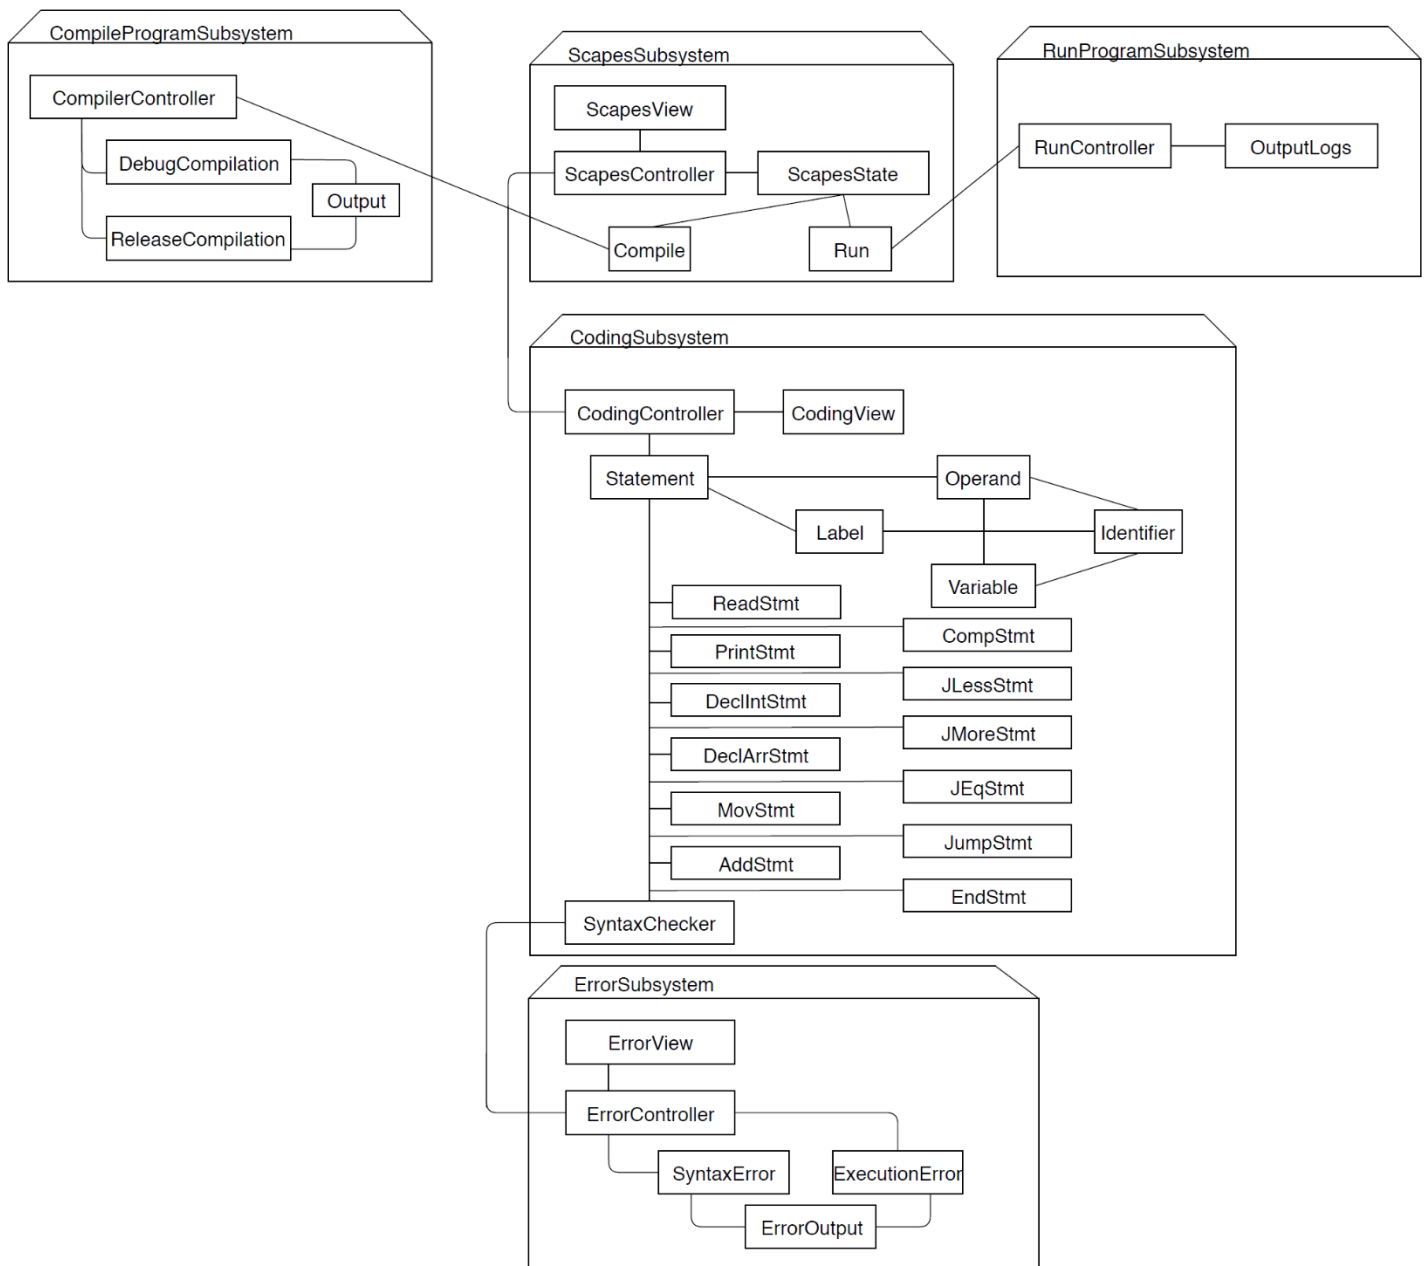 CompileProgramSubsystem
CompilerController
DebugCompilation
Output
ReleaseCompilation
ScapesSubsystem
ScapesView
ScapesController
ScapesState
Compile
Run
RunProgramSubsystem
RunController
OutputLogs
CodingSubsystem
CodingController
CodingView
Statement
Operand
Label
Identifier
Variable
ReadStmt
CompStmt
PrintStmt
JLessStmt
DeclIntStmt
JMoreStmt
DeclArrStmt
JEqStmt
MovStmt
JumpStmt
AddStmt
EndStmt
SyntaxChecker
ErrorSubsystem
ErrorView
ErrorController
SyntaxError
ExecutionError
ErrorOutput